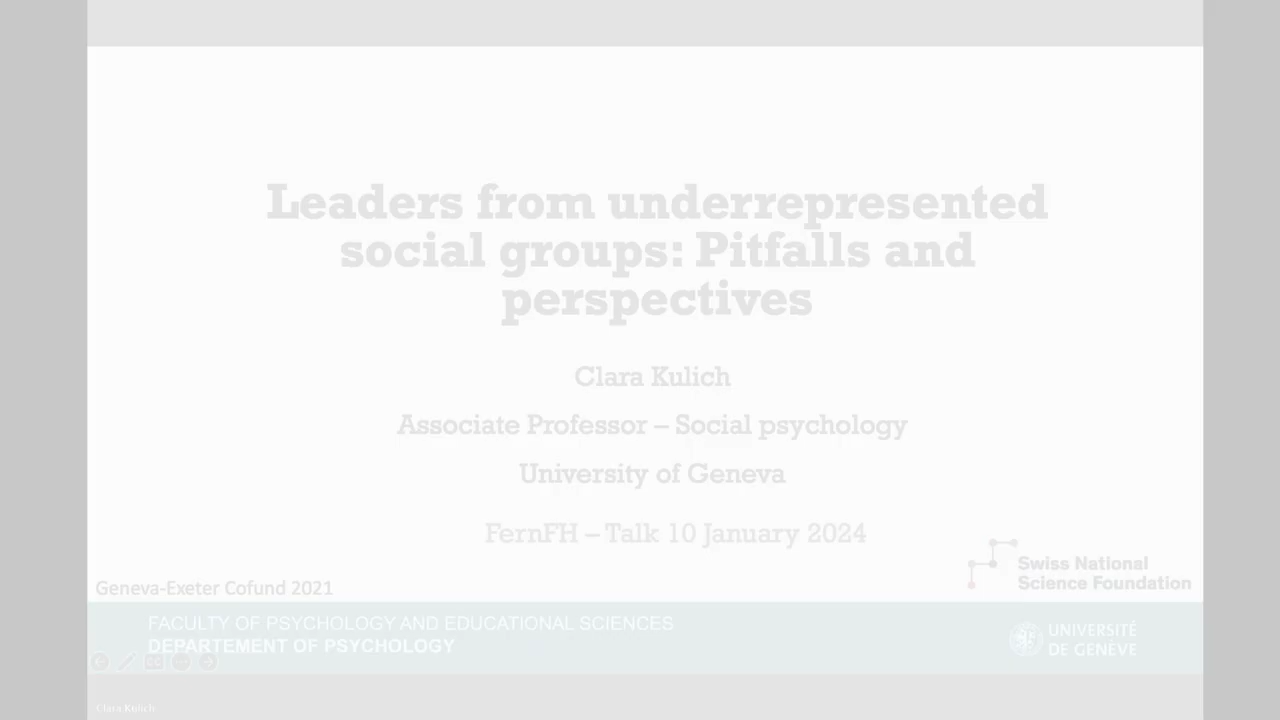 Leaders from underrepresented
social groups: Pitfalls and
perspectives
Clara Kulich
Associate Professor – Social psychology
University of Geneva
FernFH – Talk 10 January 2024
Swiss National
Science Foundation
Geneva-Exeter Cofund 2021
FACULTY OF PSYCHOLOGY AND EDUCATIONAL SCIENCES
DEPARTEMENT OF PSYCHOLOGY
UNIVERSITÉ
DE GENÈVE
CC
Clara Kulich